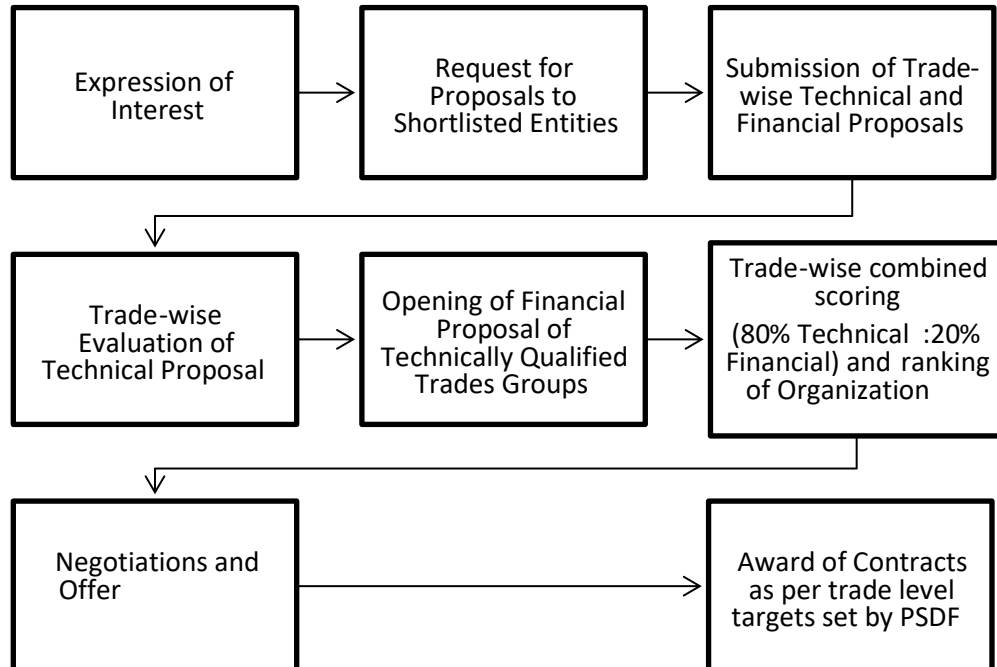 Expression of
Interest
Request for
Proposals to
Shortlisted Entities
Submission of Trade-
wise Technical and
Financial Proposals
Trade-wise
Evaluation of
Technical Proposal
Opening of Financial
Proposal of
Technically Qualified
Trades Groups
Trade-wise combined
scoring
(80% Technical :20%
Financial) and ranking
of Organization
Negotiations and
Offer
Award of Contracts
as per trade level
targets set by PSDF